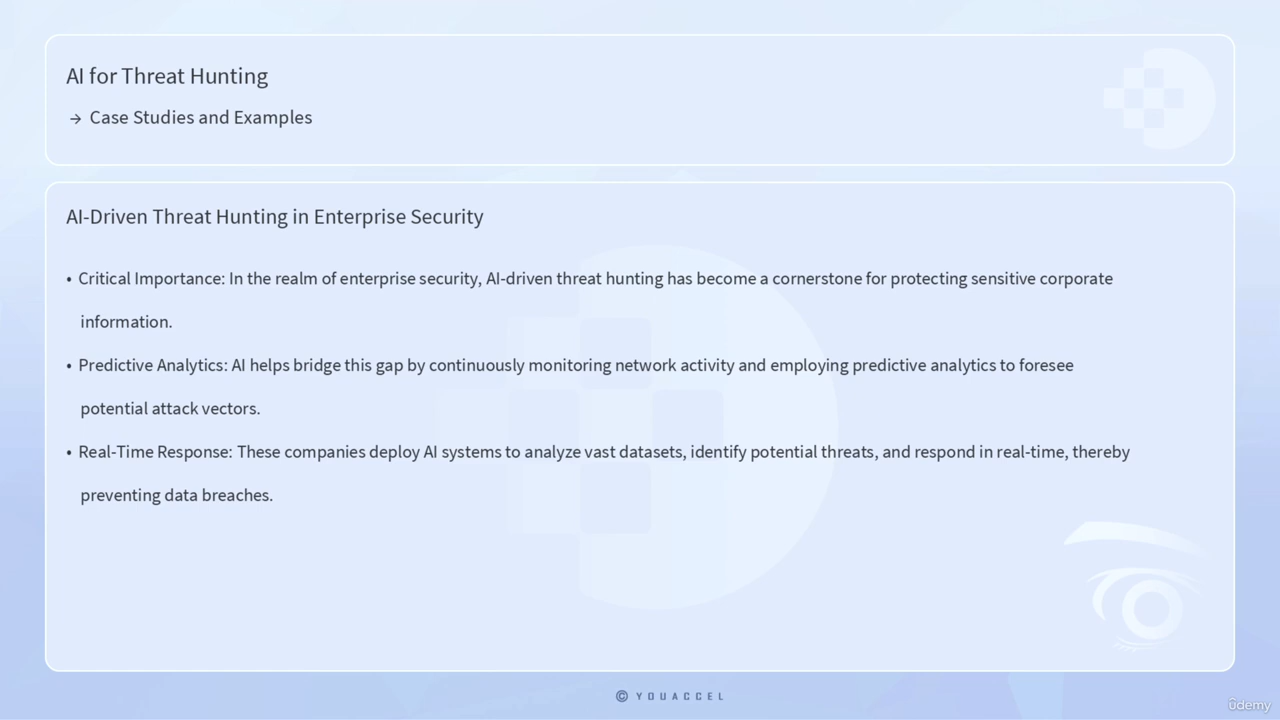 AI for Threat Hunting
→ Case Studies and Examples
AI-Driven Threat Hunting in Enterprise Security
• Critical Importance: In the realm of enterprise security, AI-driven threat hunting has become a cornerstone for protecting sensitive corporate
information.
• Predictive Analytics: AI helps bridge this gap by continuously monitoring network activity and employing predictive analytics to foresee
potential attack vectors.
• Real-Time Response: These companies deploy AI systems to analyze vast datasets, identify potential threats, and respond in real-time, thereby
preventing data breaches.
© YOUACCEL
ûdemy